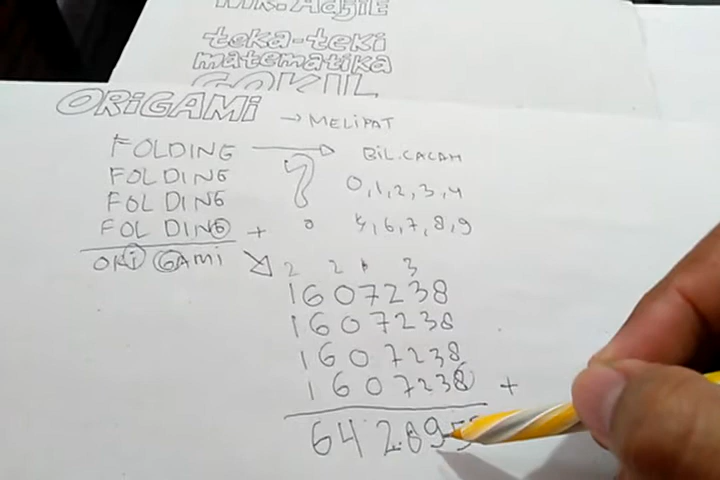 MR. Adjie
teka-teki
matematika
GOKIL
ORiGAMi → MELIPAT
FOLDING → BIL. CACAH
FOLDING ? 0, 1, 2, 3, 4
FOLDING
FOLDING + 5, 6, 7, 8, 9
ORiGAMi
2 2 1 3
1607238
1607238
1607238
1607238 +
642895